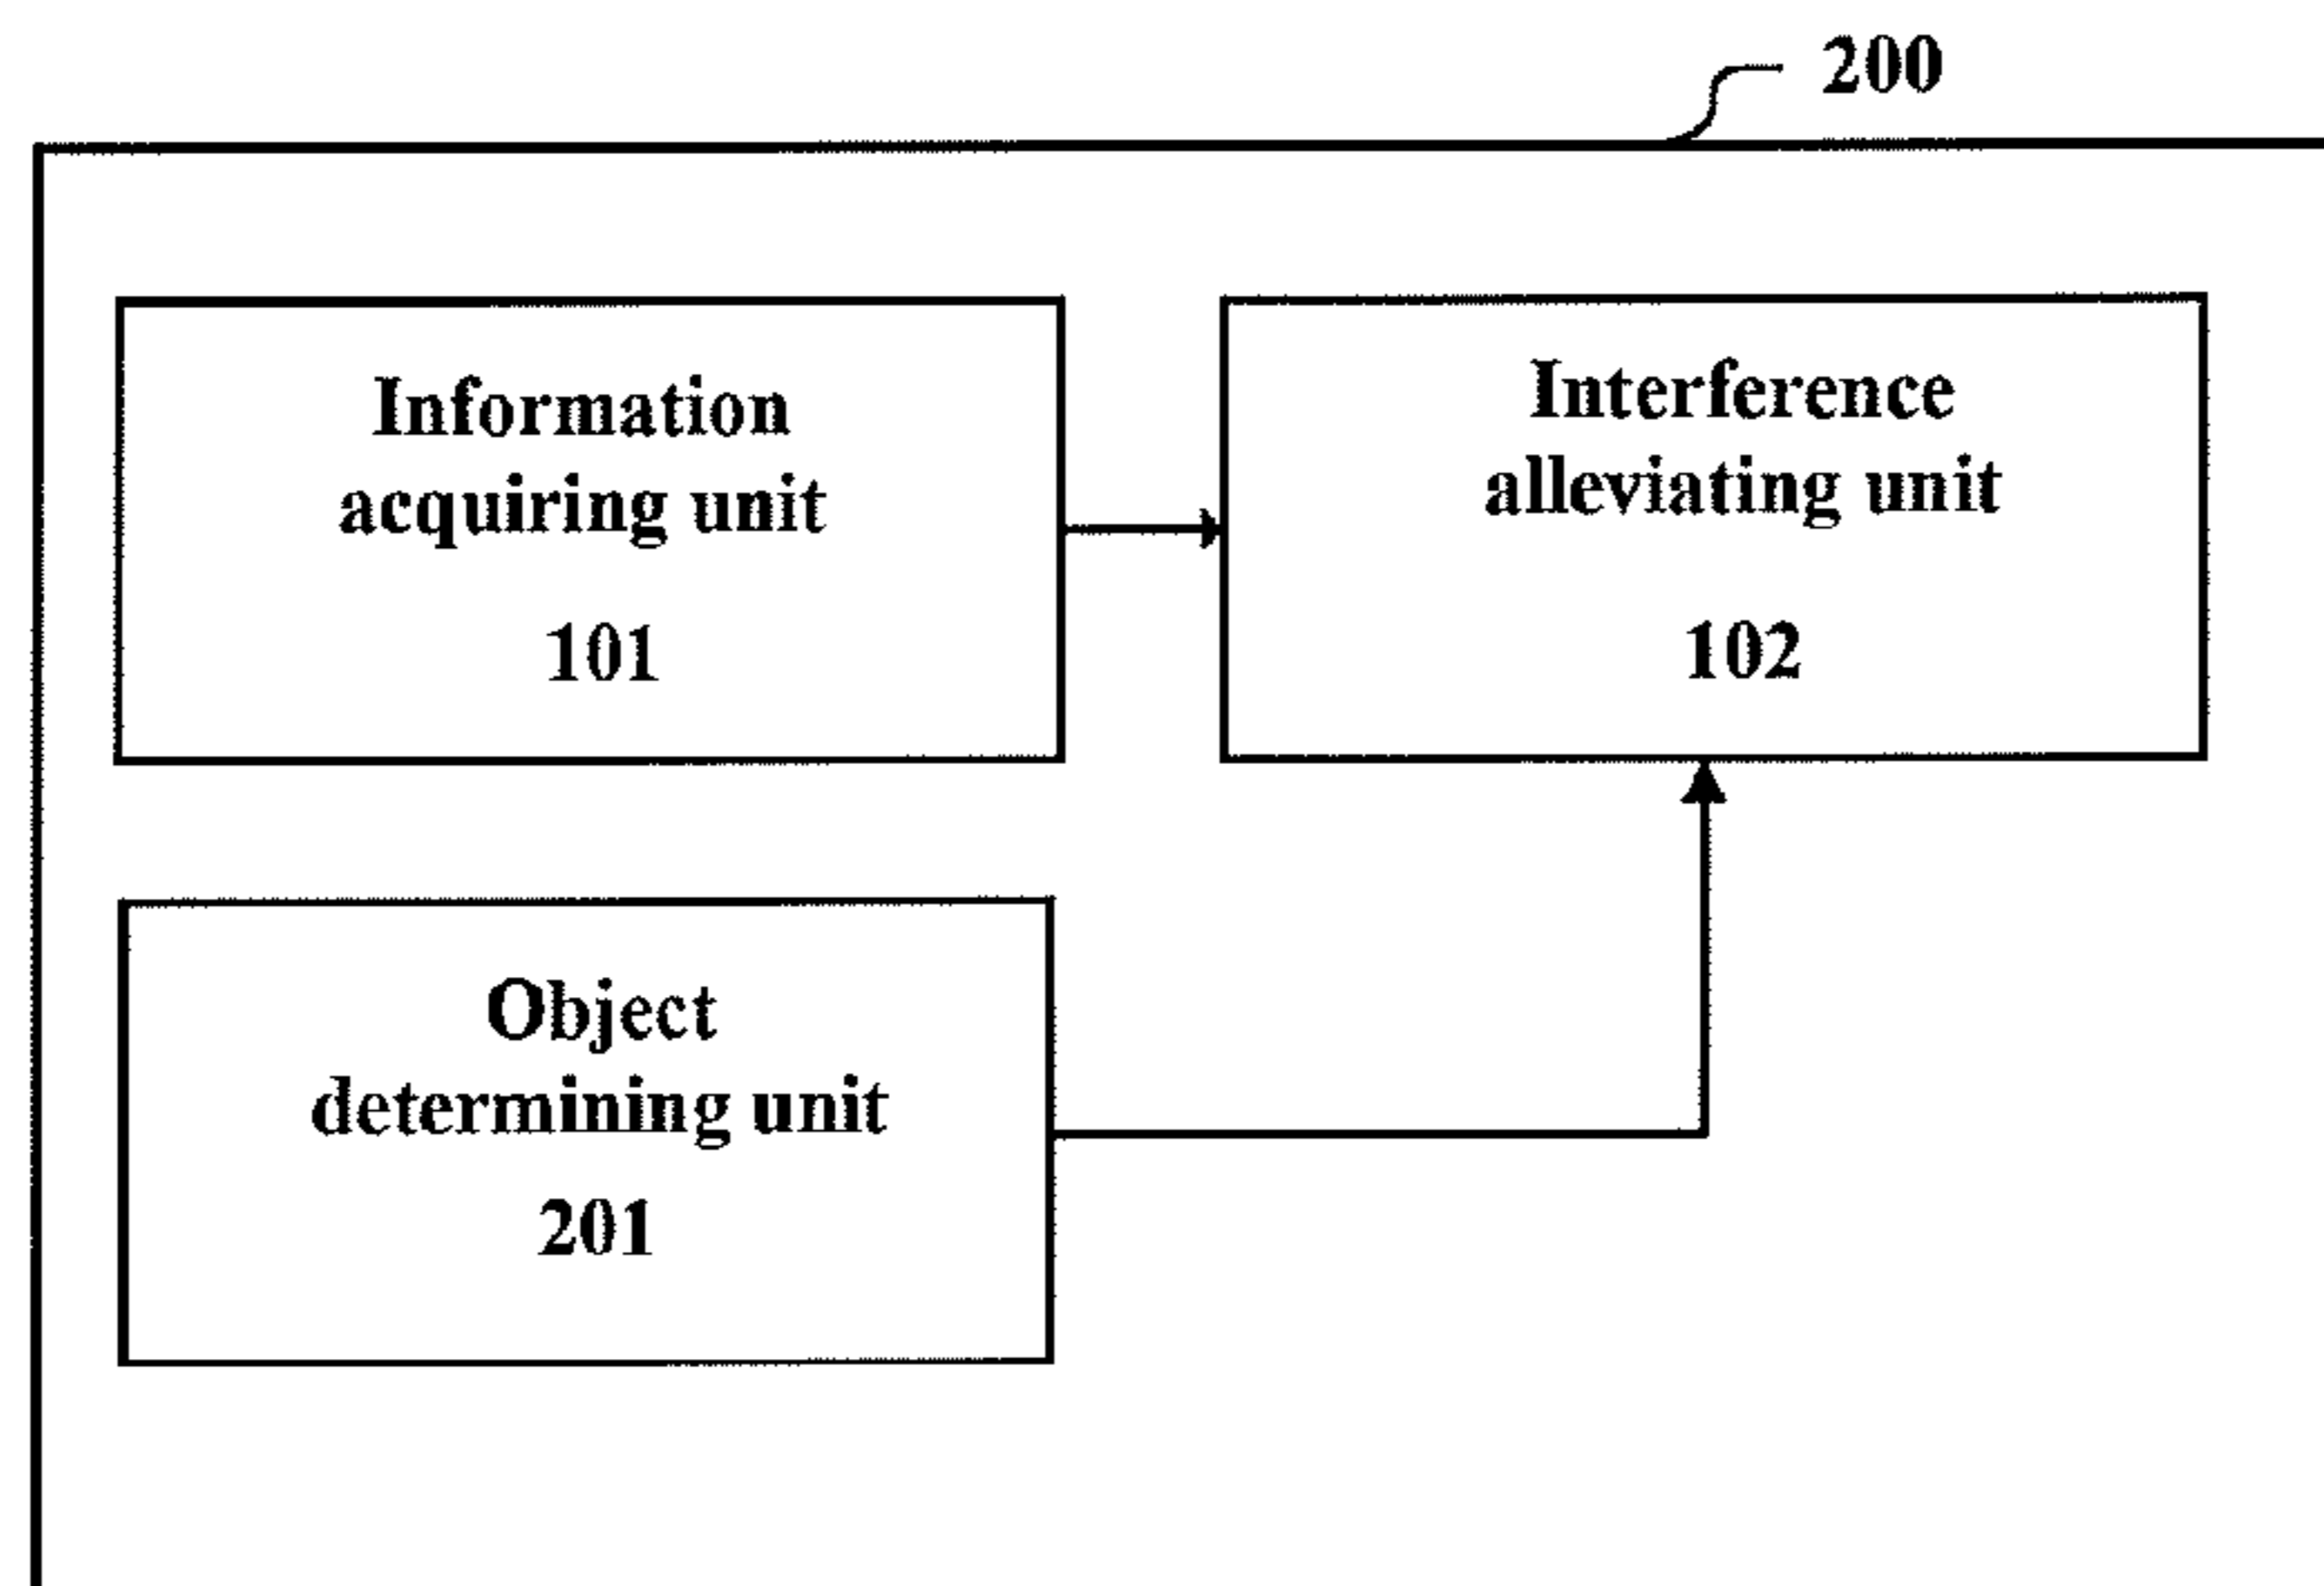 200
Information
acquiring unit
101
Interference
alleviating unit
102
Object
determining unit
201